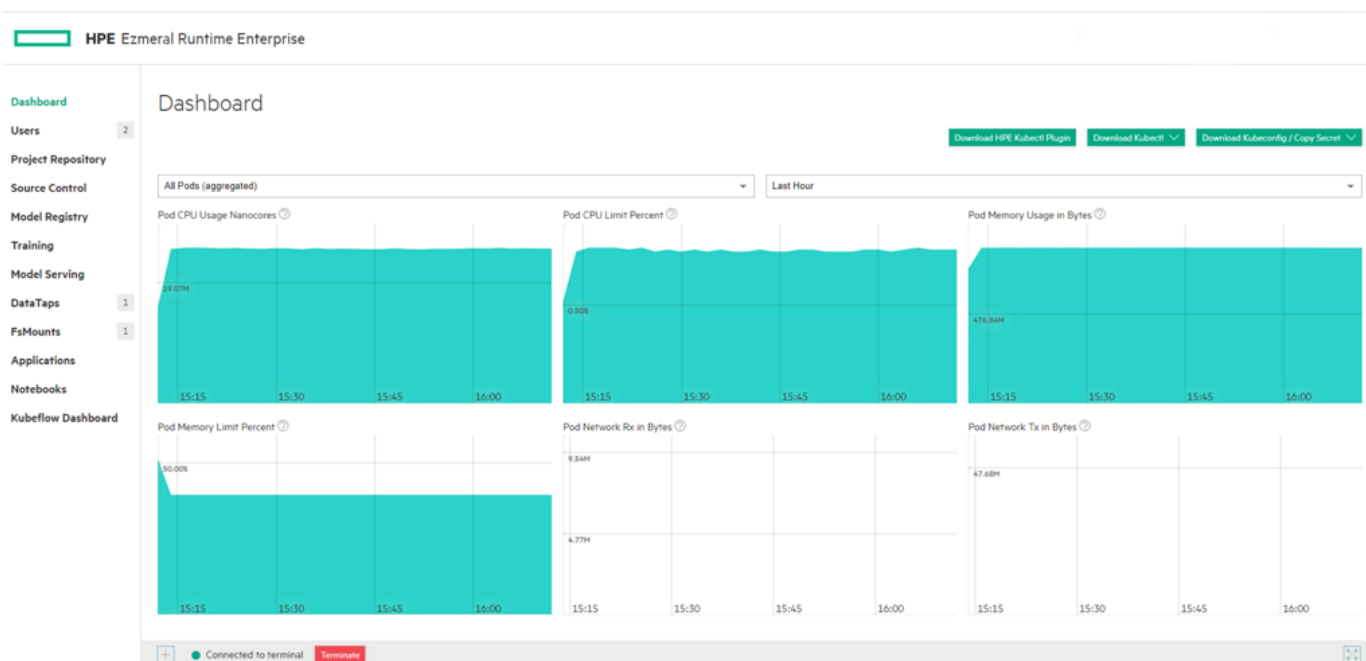 HPE Ezmeral Runtime Enterprise
Dashboard
Users 2
Project Repository
Source Control
Model Registry
Training
Model Serving
DataTaps 1
FsMounts 1
Applications
Notebooks
Kubeflow Dashboard
Dashboard
Download HPE Kubectl Plugin Download Kubectl Download Kubeconfig / Copy Secret
All Pods (aggregated) Last Hour
Pod CPU Usage Nanocores ? Pod CPU Limit Percent ? Pod Memory Usage in Bytes ?
19.07M
0.50%
476.84M
15:15 15:30 15:45 16:00 15:15 15:30 15:45 16:00 15:15 15:30 15:45 16:00
Pod Memory Limit Percent ? Pod Network Rx in Bytes ? Pod Network Tx in Bytes ?
9.54M
50.00%
47.68M
4.77M
15:15 15:30 15:45 16:00 15:15 15:30 15:45 16:00 15:15 15:30 15:45 16:00
Connected to terminal Terminate